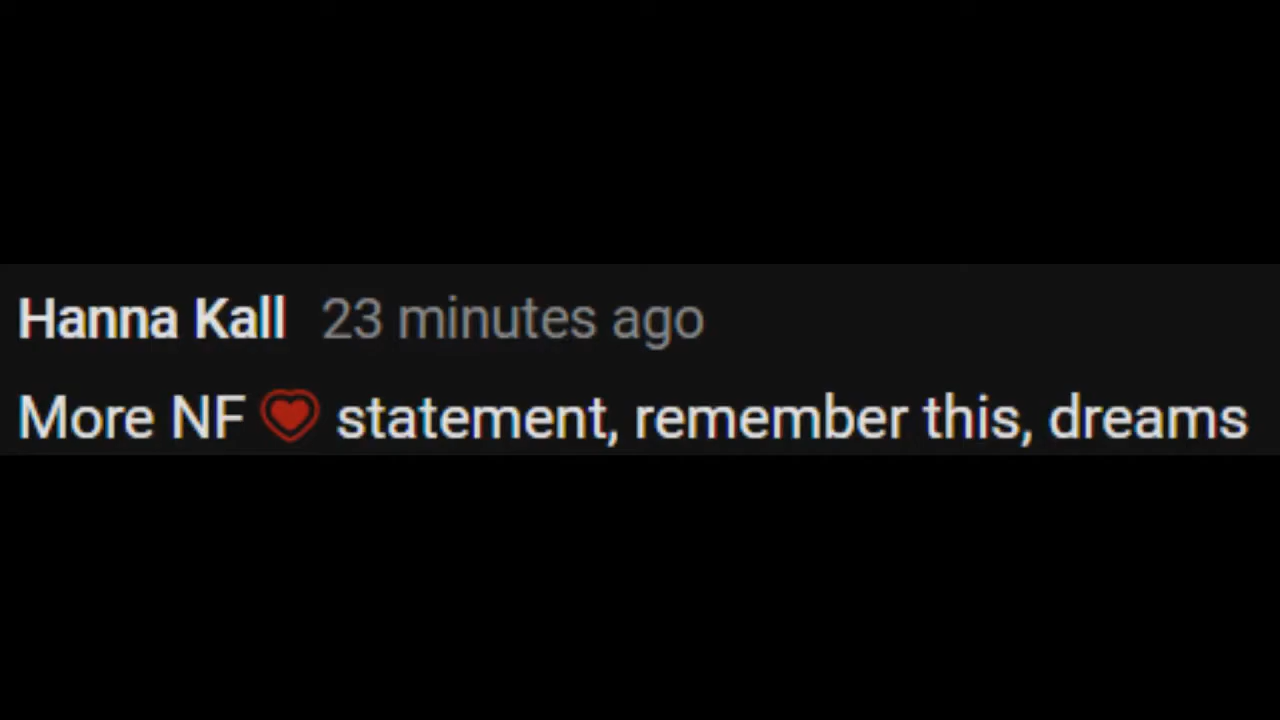 Hanna Kall 23 minutes ago
More NF 💗 statement, remember this, dreams